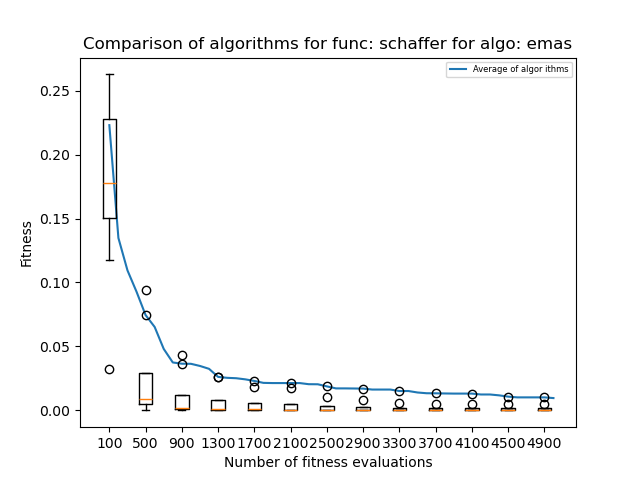 Comparison of algorithms for func: schaffer for algo: emas
Average of algor ithms
0.25
0.20
0.15
0.10
0.05
0.00
Fitness
100 500 900 1300 1700 2100 2500 2900 3300 3700 4100 4500 4900
Number of fitness evaluations